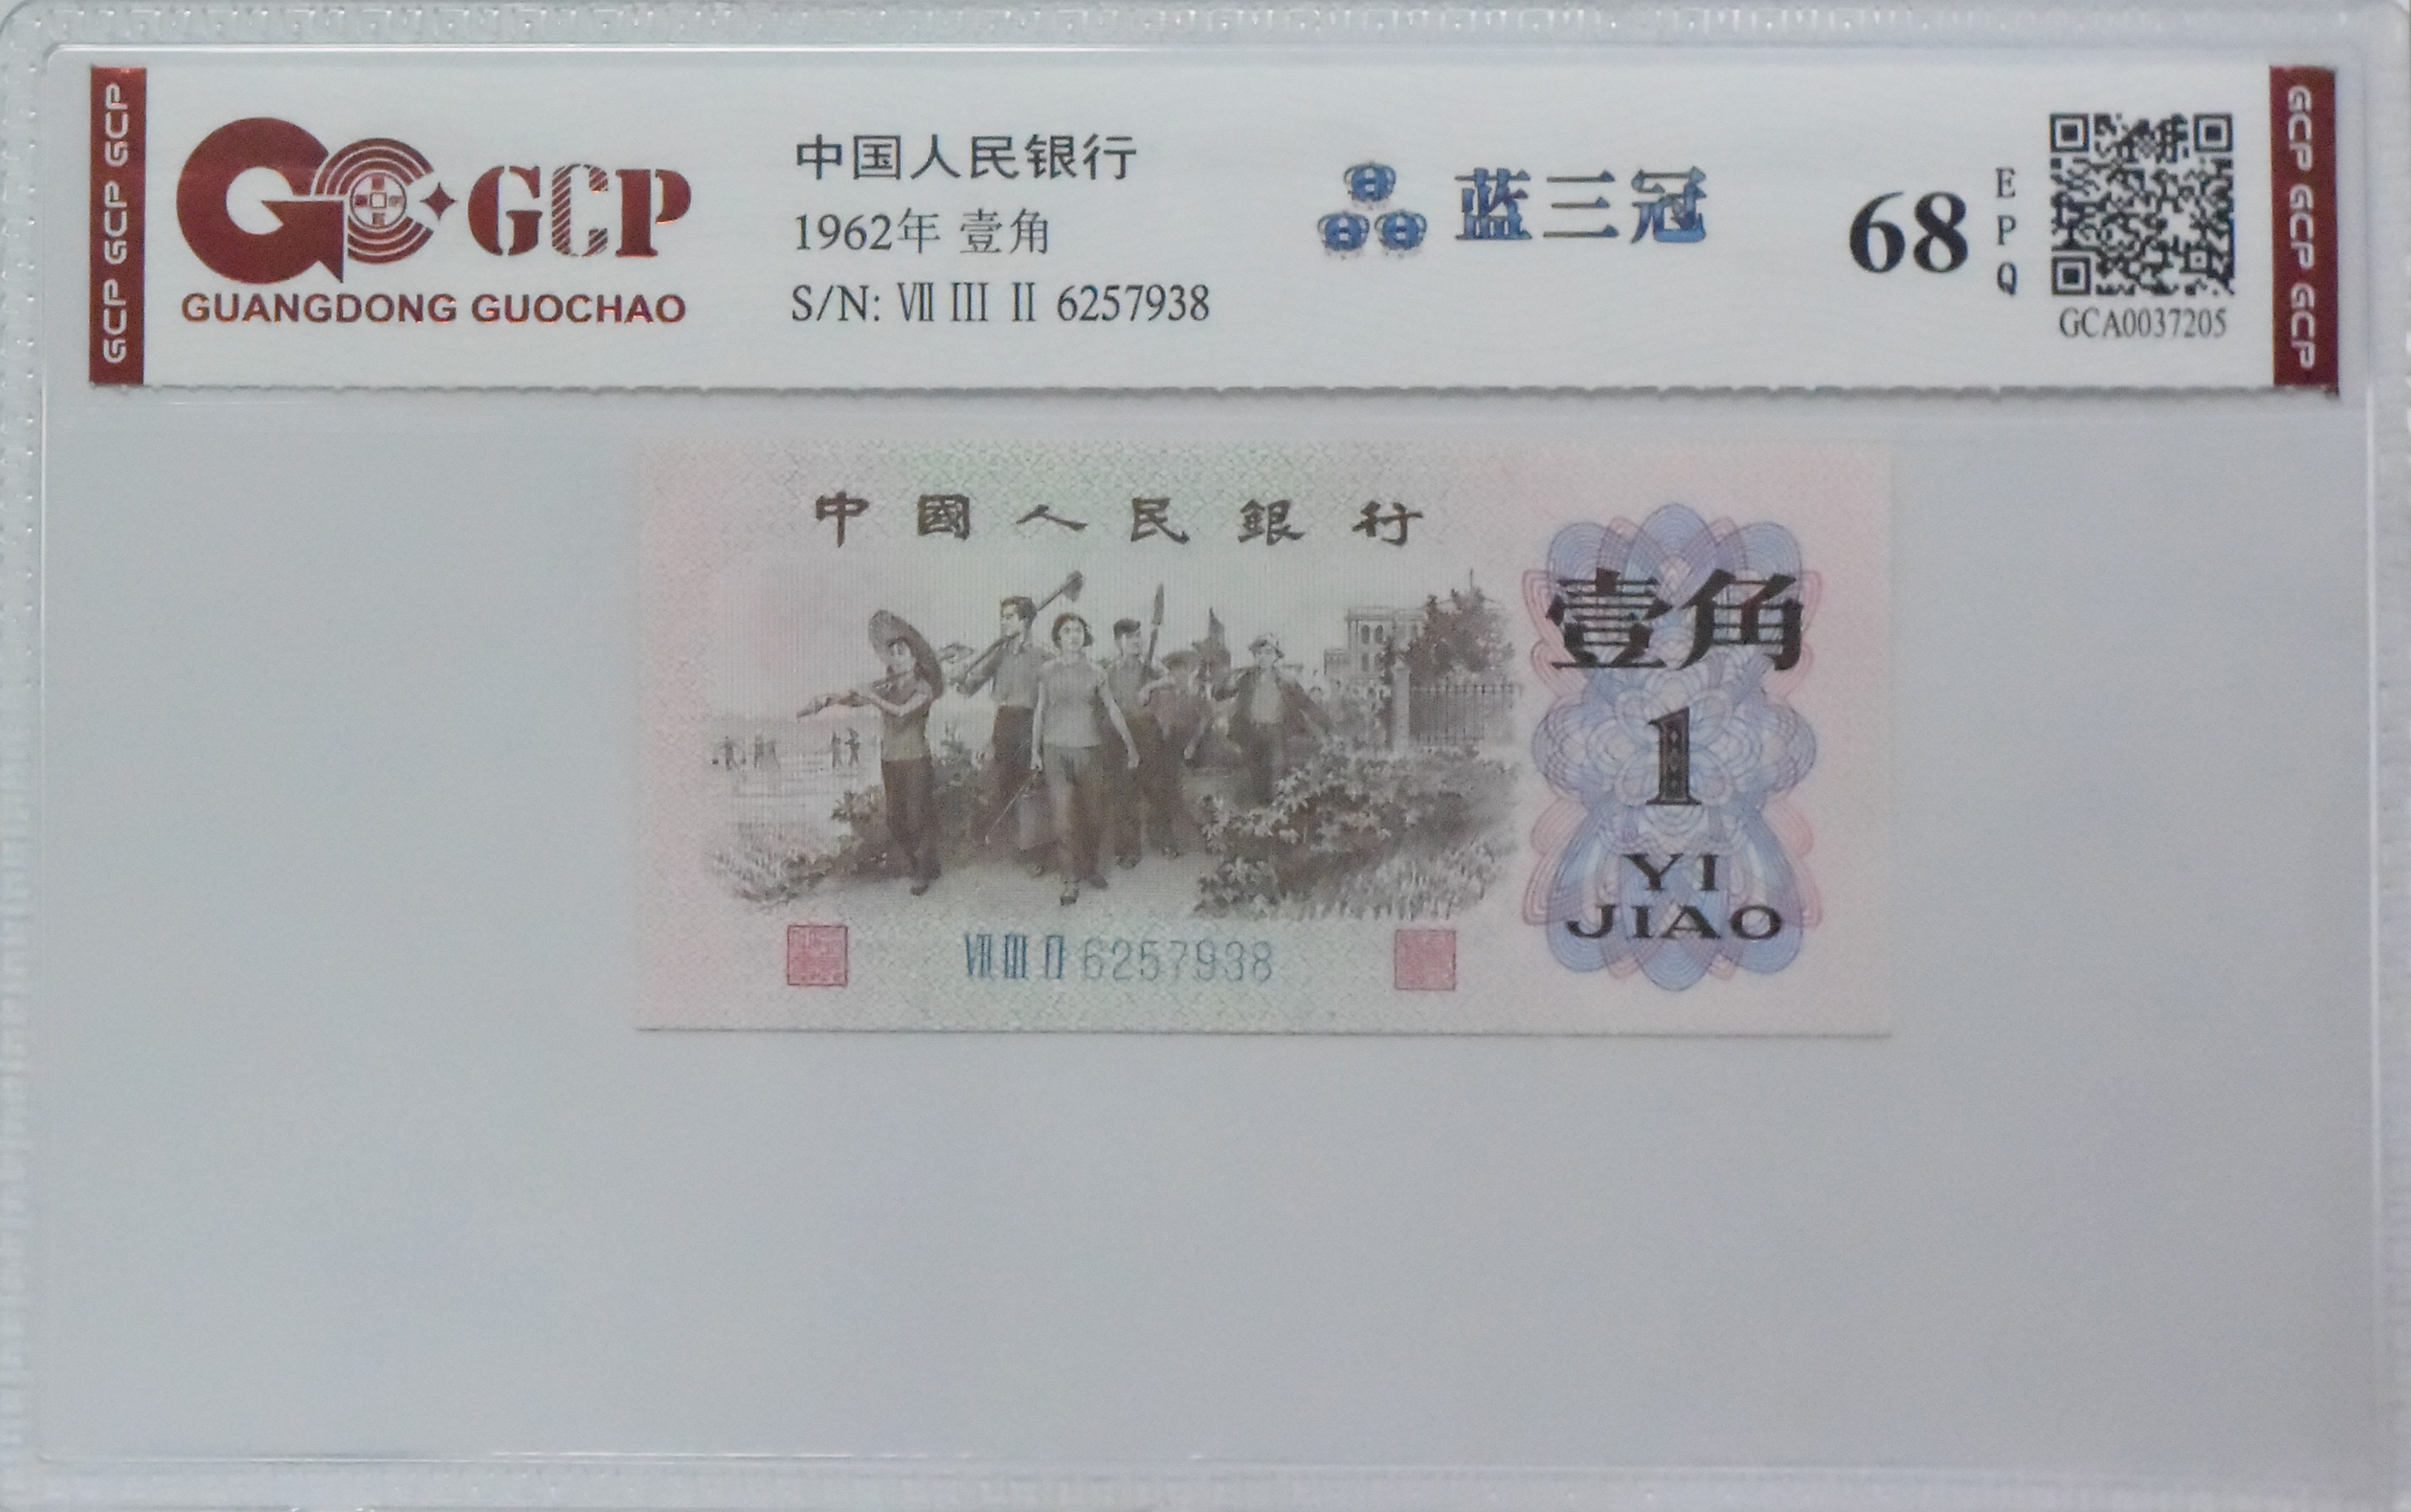 GCP GCP GCP
GCP
GUANGDONG GUOCHAO
中国人民银行
1962年 壹角
S/N: Ⅶ Ⅲ Ⅱ 6257938
蓝三冠
68
EPQ
GCA0037205
GCP GCP GCP
中國人民銀行
壹角
1
YI
JIAO
Ⅶ Ⅲ Ⅱ 6257938